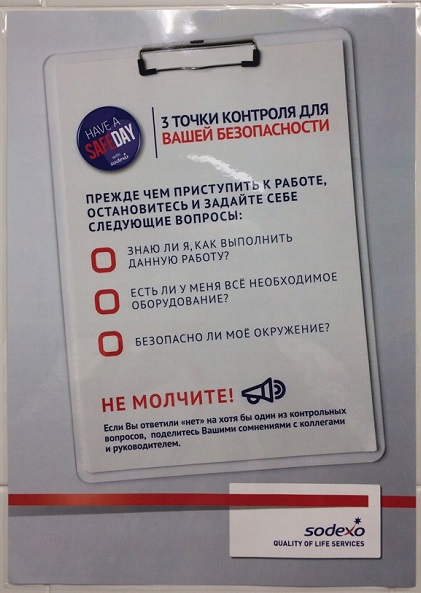 HAVE A
SAFE DAY
with
sodexo
3 ТОЧКИ КОНТРОЛЯ ДЛЯ
ВАШЕЙ БЕЗОПАСНОСТИ
ПРЕЖДЕ ЧЕМ ПРИСТУПИТЬ К РАБОТЕ,
ОСТАНОВИТЕСЬ И ЗАДАЙТЕ СЕБЕ
СЛЕДУЮЩИЕ ВОПРОСЫ:
ЗНАЮ ЛИ Я, КАК ВЫПОЛНИТЬ
ДАННУЮ РАБОТУ?
ЕСТЬ ЛИ У МЕНЯ ВСЁ НЕОБХОДИМОЕ
ОБОРУДОВАНИЕ?
БЕЗОПАСНО ЛИ МОЁ ОКРУЖЕНИЕ?
НЕ МОЛЧИТЕ!
Если Вы ответили «нет» на хотя бы один из контрольных
вопросов, поделитесь Вашими сомнениями с коллегами
и руководителем.
sodexo
QUALITY OF LIFE SERVICES